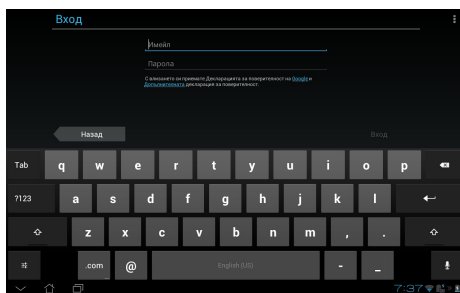 Вход
Имейл
Парола
С влизането си приемате Декларацията за поверителност на Google и
Допълнителната декларация за поверителност.
Назад
Вход
Tab q w e r t y u i o p
?123 a s d f g h j k l
z x c v b n m , .
.com @ English (US) - _
7:37